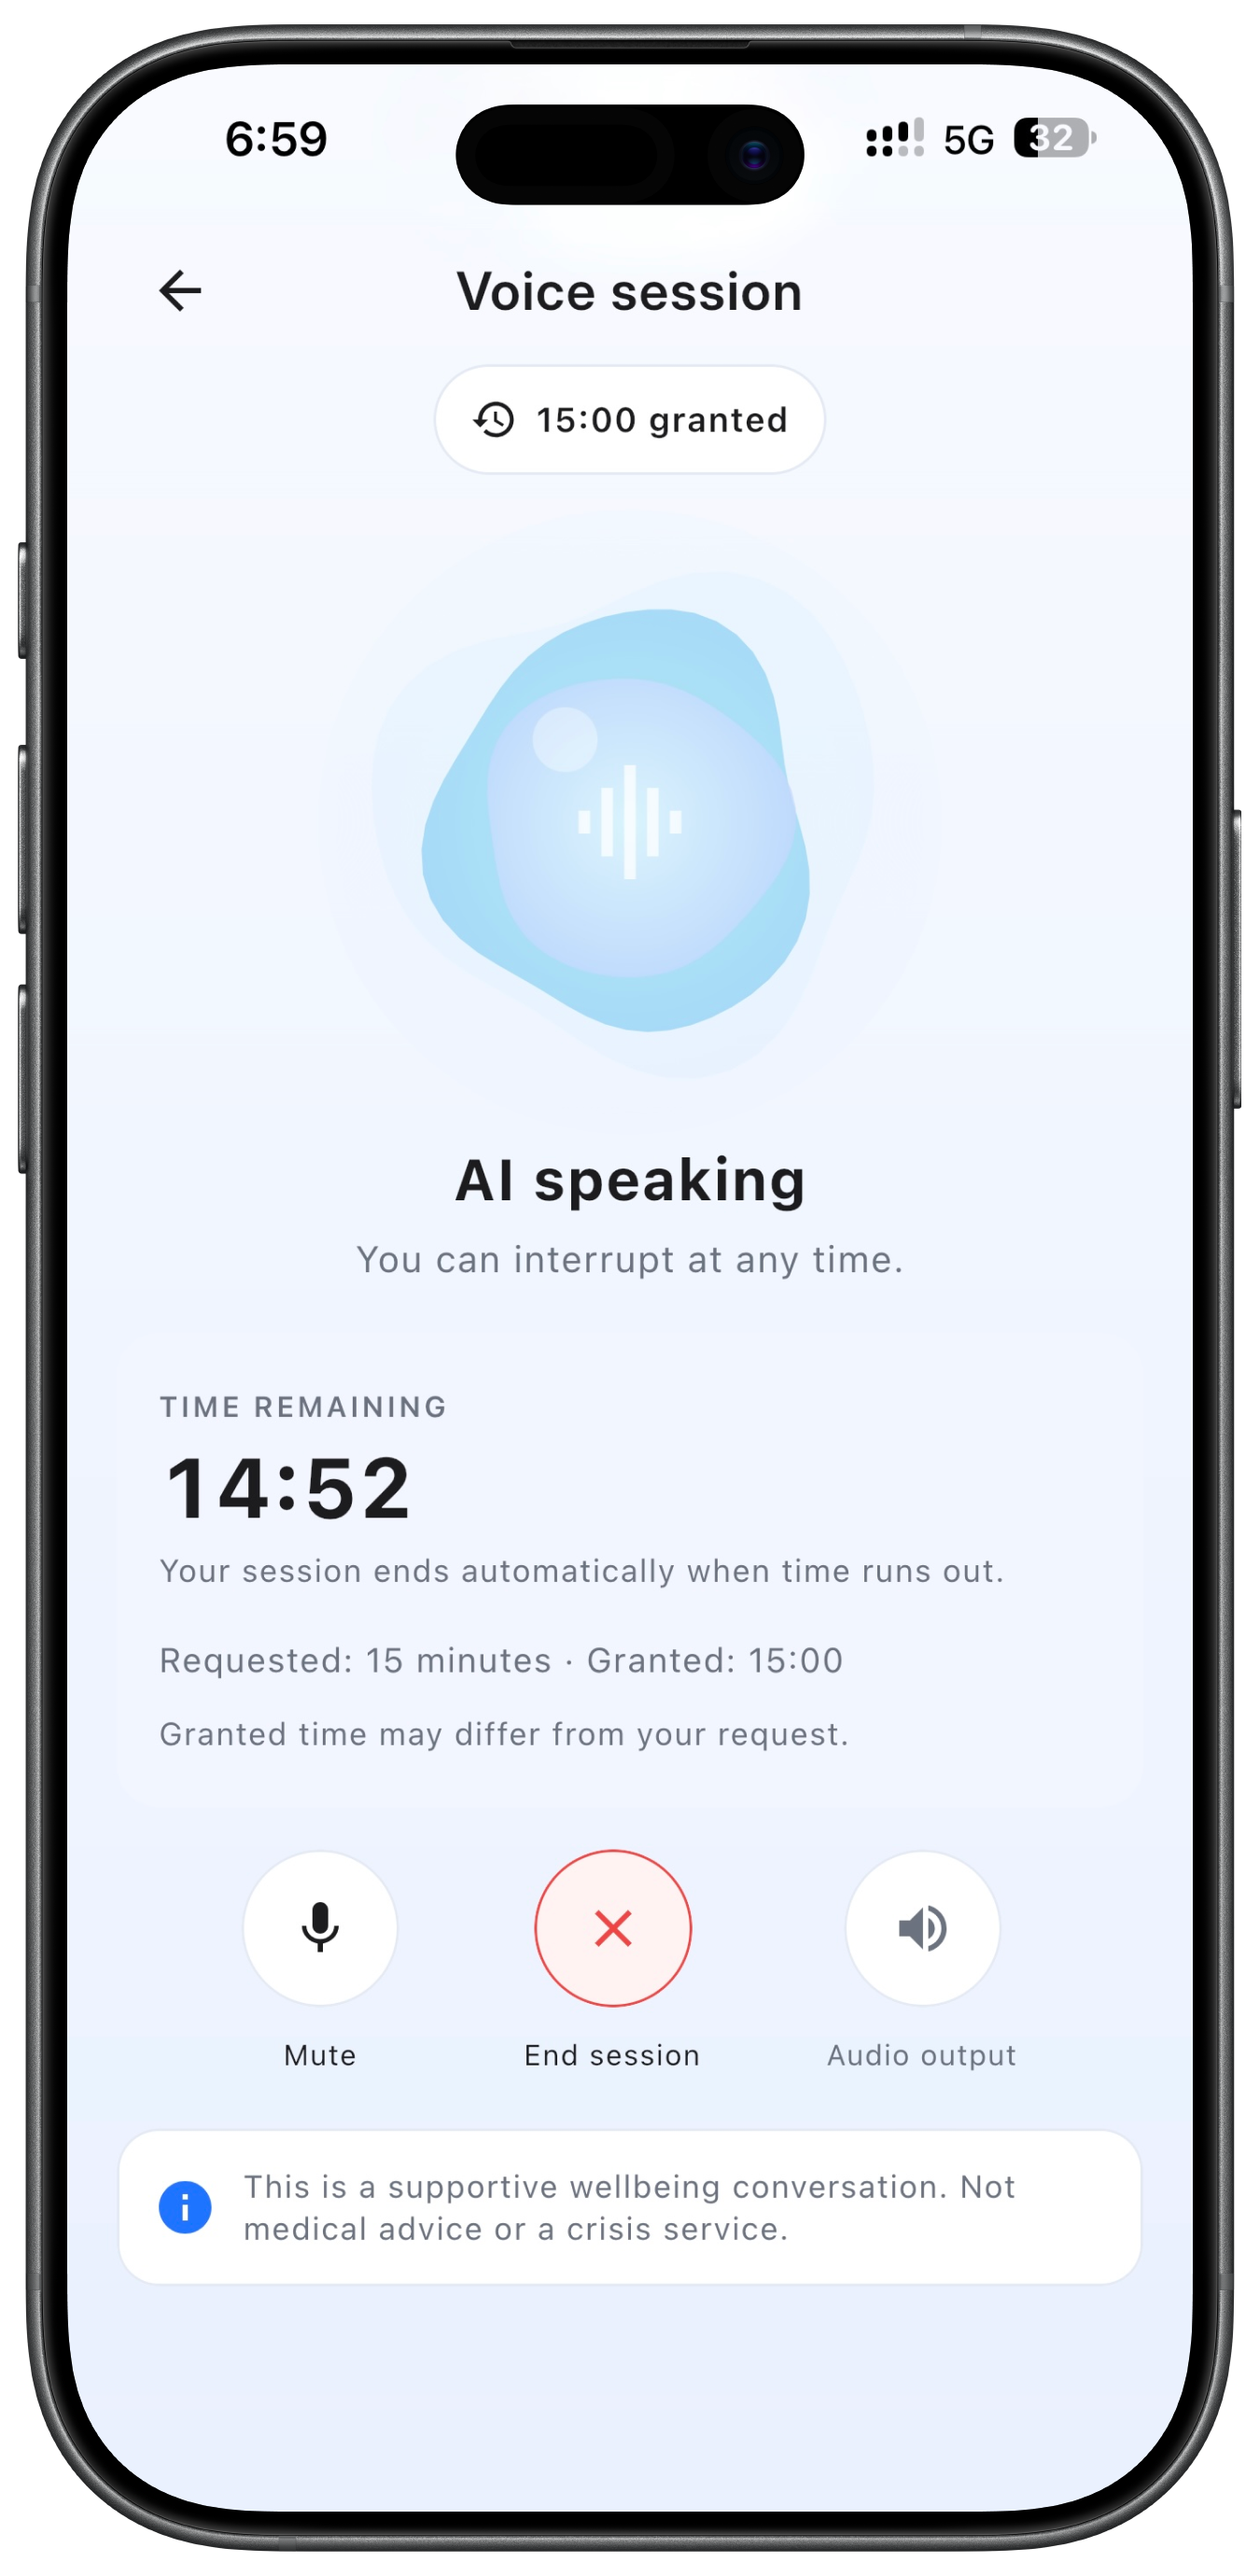 6:59
5G
32
Voice session
15:00 granted
AI speaking
You can interrupt at any time.
TIME REMAINING
14:52
Your session ends automatically when time runs out.
Requested: 15 minutes · Granted: 15:00
Granted time may differ from your request.
Mute
End session
Audio output
This is a supportive wellbeing conversation. Not
medical advice or a crisis service.